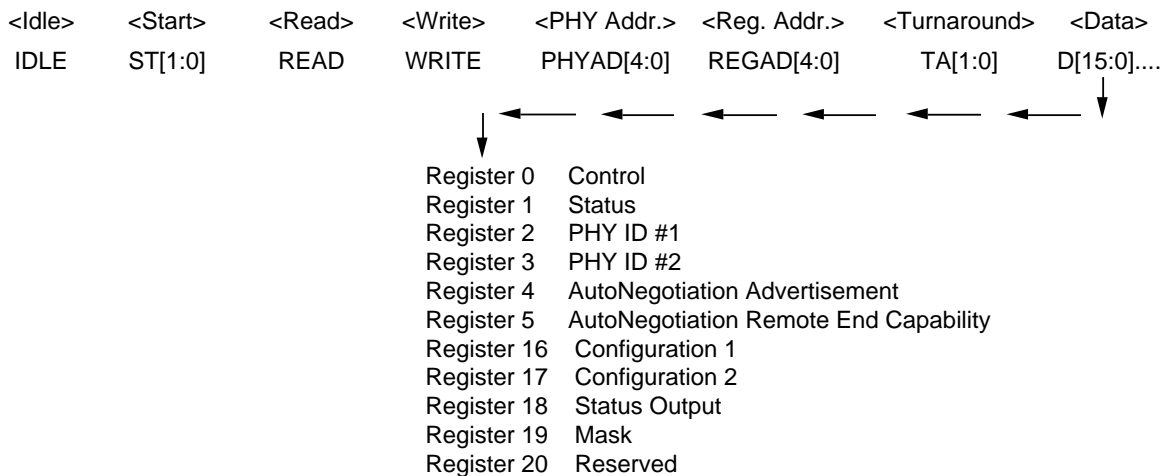 <Idle> <Start> <Read> <Write> <PHY Addr.> <Reg. Addr.> <Turnaround> <Data>
IDLE ST[1:0] READ WRITE PHYAD[4:0] REGAD[4:0] TA[1:0] D[15:0]....
Register 0 Control
Register 1 Status
Register 2 PHY ID #1
Register 3 PHY ID #2
Register 4 AutoNegotiation Advertisement
Register 5 AutoNegotiation Remote End Capability
Register 16 Configuration 1
Register 17 Configuration 2
Register 18 Status Output
Register 19 Mask
Register 20 Reserved